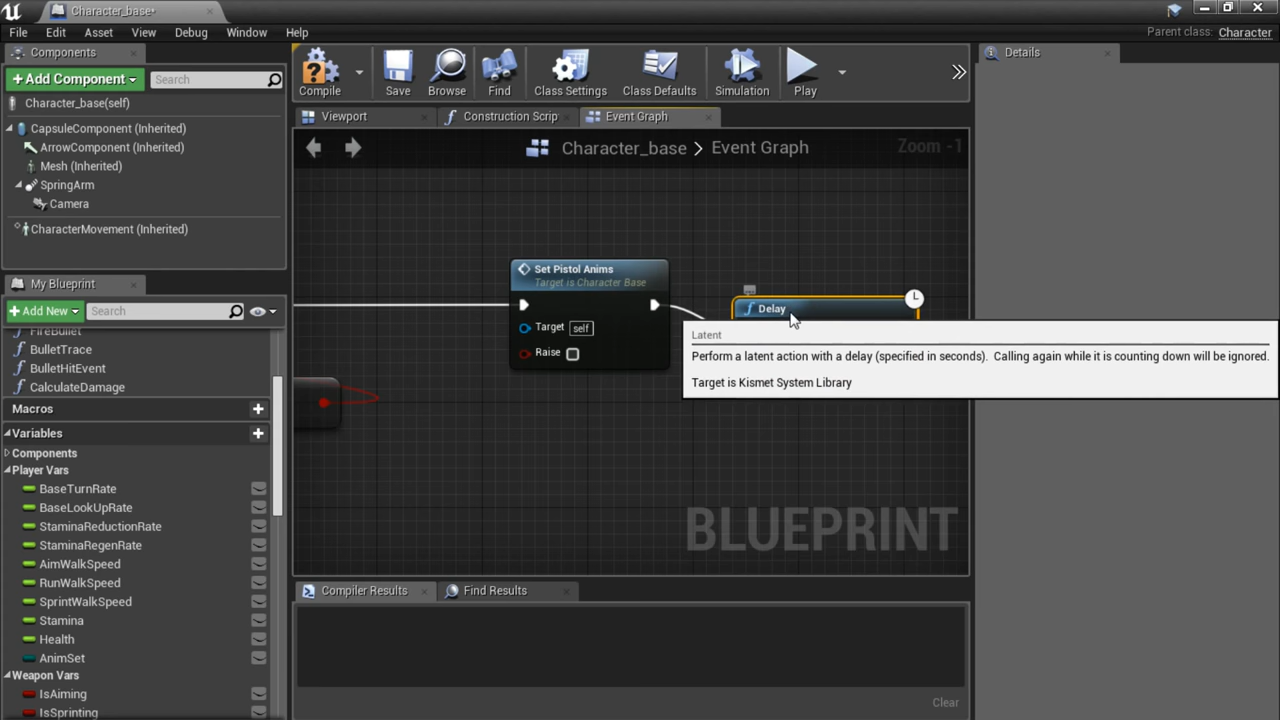 Character_base*
File Edit Asset View Debug Window Help
Parent class: Character
Components
+Add Component Search
Character_base(self)
CapsuleComponent (Inherited)
ArrowComponent (Inherited)
Mesh (Inherited)
SpringArm
Camera
CharacterMovement (Inherited)
My Blueprint
+Add New Search
FireBullet
BulletTrace
BulletHitEvent
CalculateDamage
Macros
Variables
Components
Player Vars
BaseTurnRate
BaseLookUpRate
StaminaReductionRate
StaminaRegenRate
AimWalkSpeed
RunWalkSpeed
SprintWalkSpeed
Stamina
Health
AnimSet
Weapon Vars
IsAiming
IsSprinting
Compile Save Browse Find Class Settings Class Defaults Simulation Play
Viewport Construction Scrip Event Graph
Character_base > Event Graph
Zoom -1
Set Pistol Anims
Target is Character Base
Target self
Raise
Delay
Latent
Perform a latent action with a delay (specified in seconds). Calling again while it is counting down will be ignored.
Target is Kismet System Library
BLUEPRINT
Compiler Results Find Results
Clear
Details